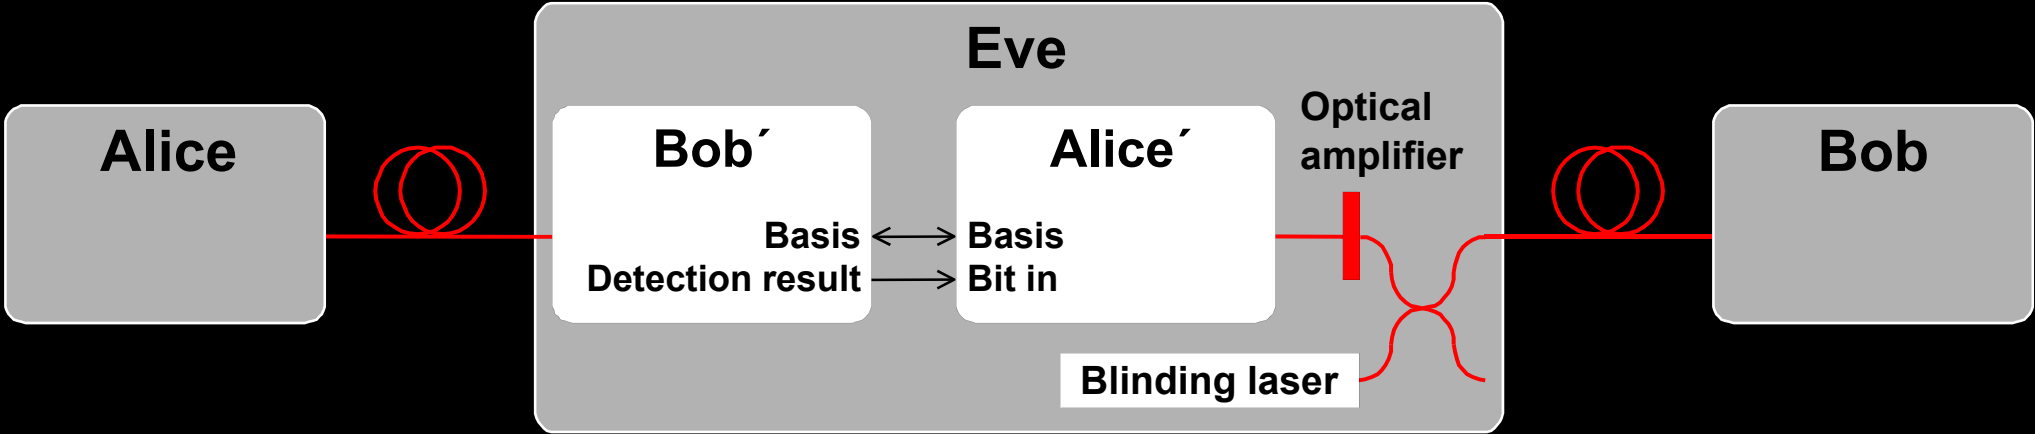 Eve
Alice
Bob´
Alice´
Optical
amplifier
Bob
Basis
Basis
Detection result
Bit in
Blinding laser